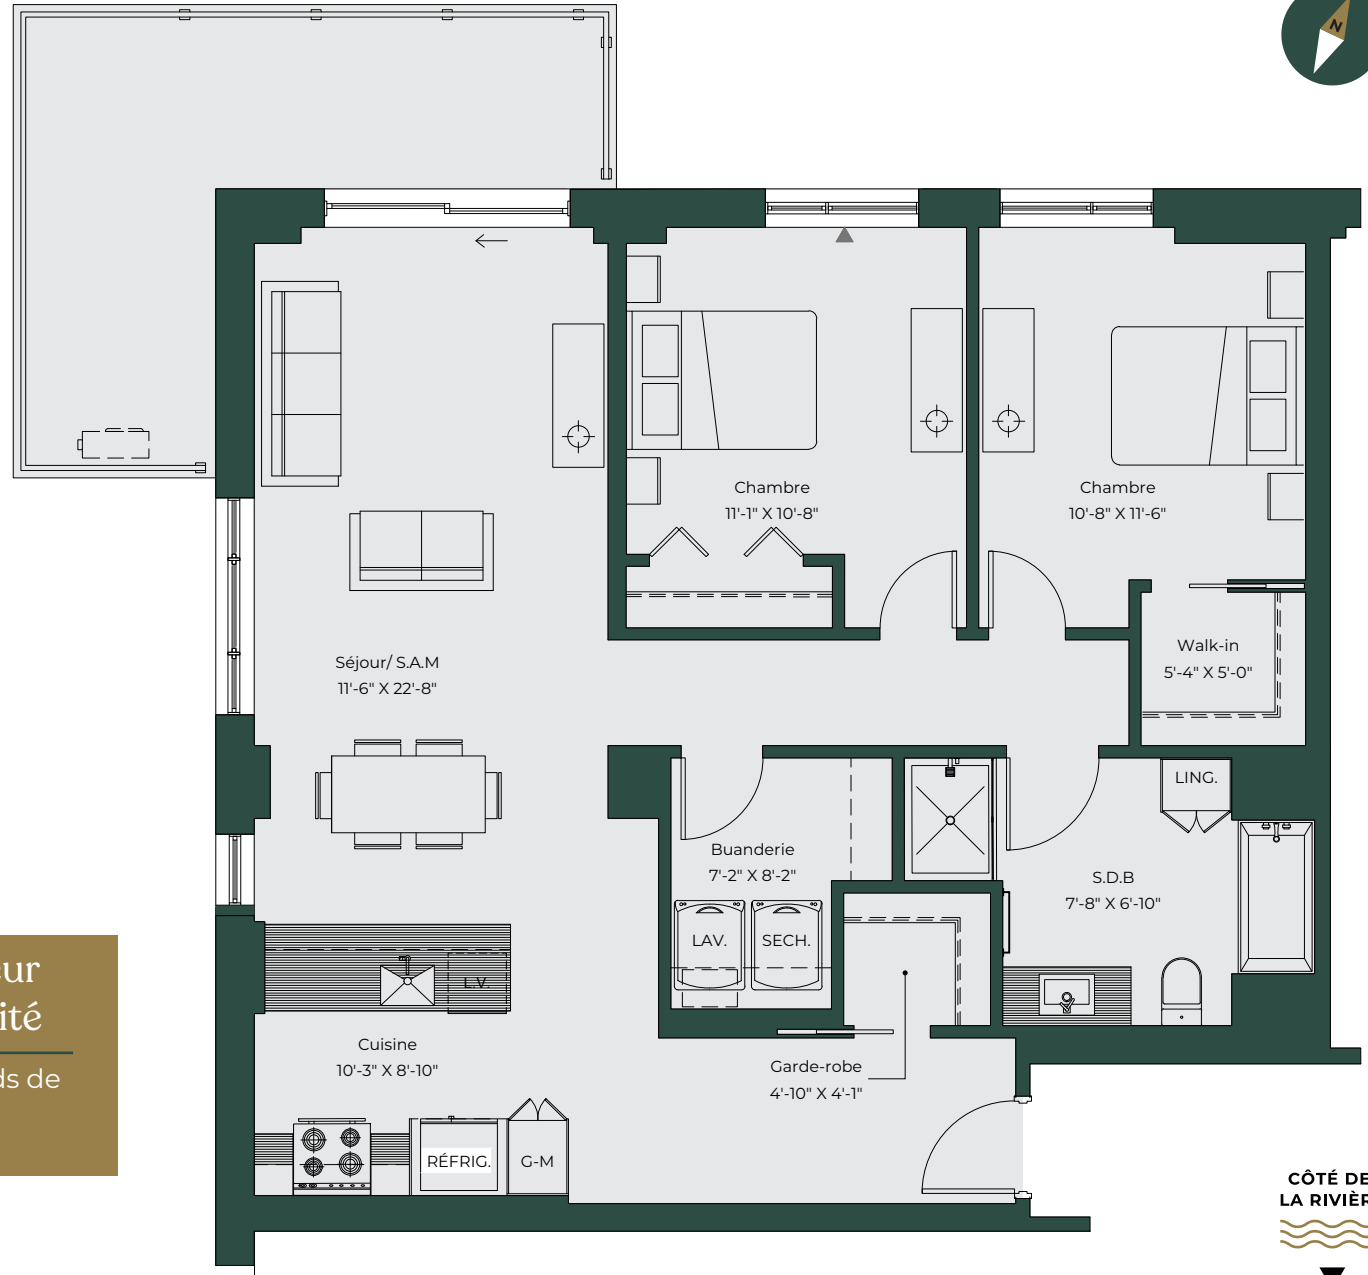 N
Chambre
11'-1" X 10'-8"
Chambre
10'-8" X 11'-6"
Séjour/ S.A.M
11'-6" X 22'-8"
Walk-in
5'-4" X 5'-0"
LING.
Buanderie
7'-2" X 8'-2"
S.D.B
7'-8" X 6'-10"
LAV.
SECH.
L.V.
Cuisine
10'-3" X 8'-10"
Garde-robe
4'-10" X 4'-1"
RÉFRIG.
G-M
ité
de
CÔTÉ DE
LA